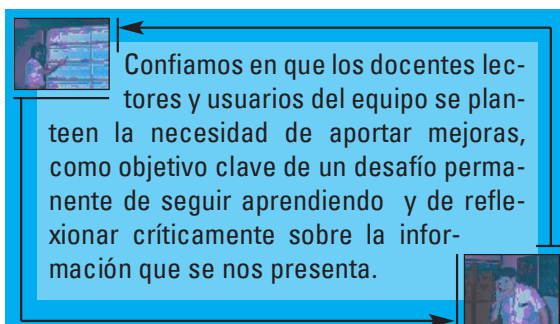 Confiamos en que los docentes lec-
tores y usuarios del equipo se plan-
teen la necesidad de aportar mejoras,
como objetivo clave de un desafío perma-
nente de seguir aprendiendo y de refle-
xionar críticamente sobre la infor-
mación que se nos presenta.